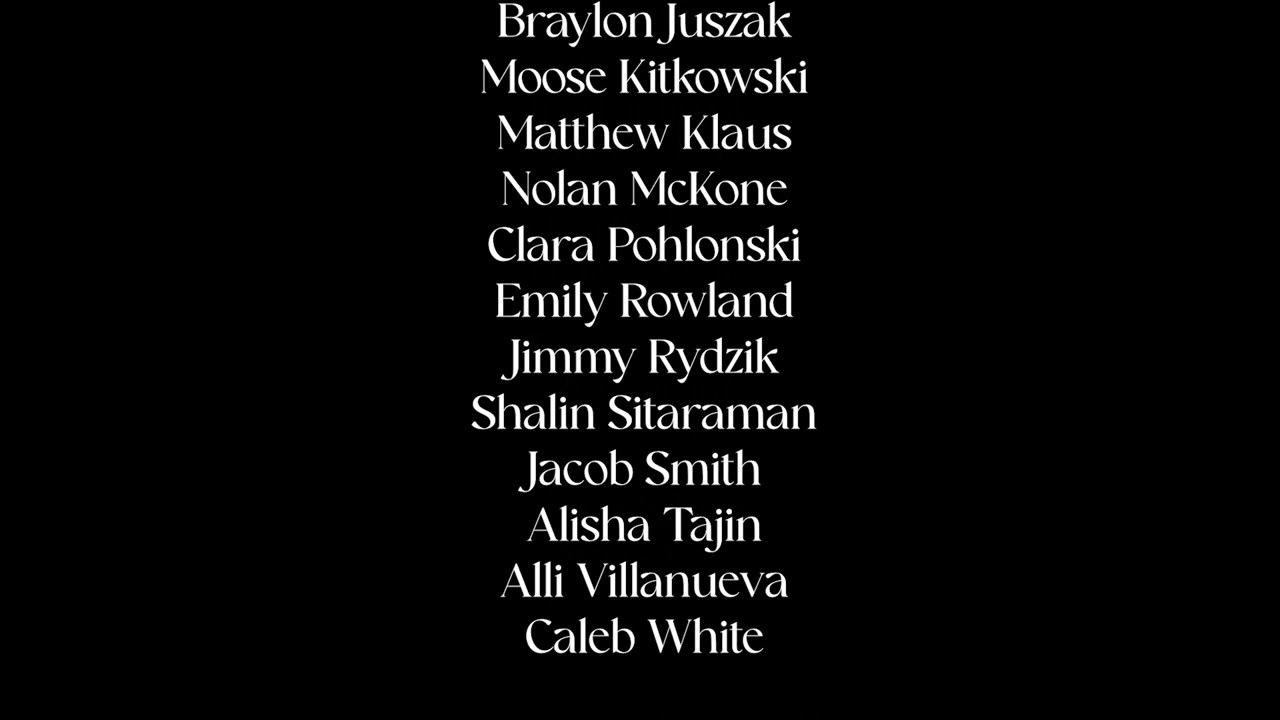 Braylon Juszak
Moose Kitkowski
Matthew Klaus
Nolan McKone
Clara Pohlonski
Emily Rowland
Jimmy Rydzik
Shalin Sitaraman
Jacob Smith
Alisha Tajin
Alli Villanueva
Caleb White